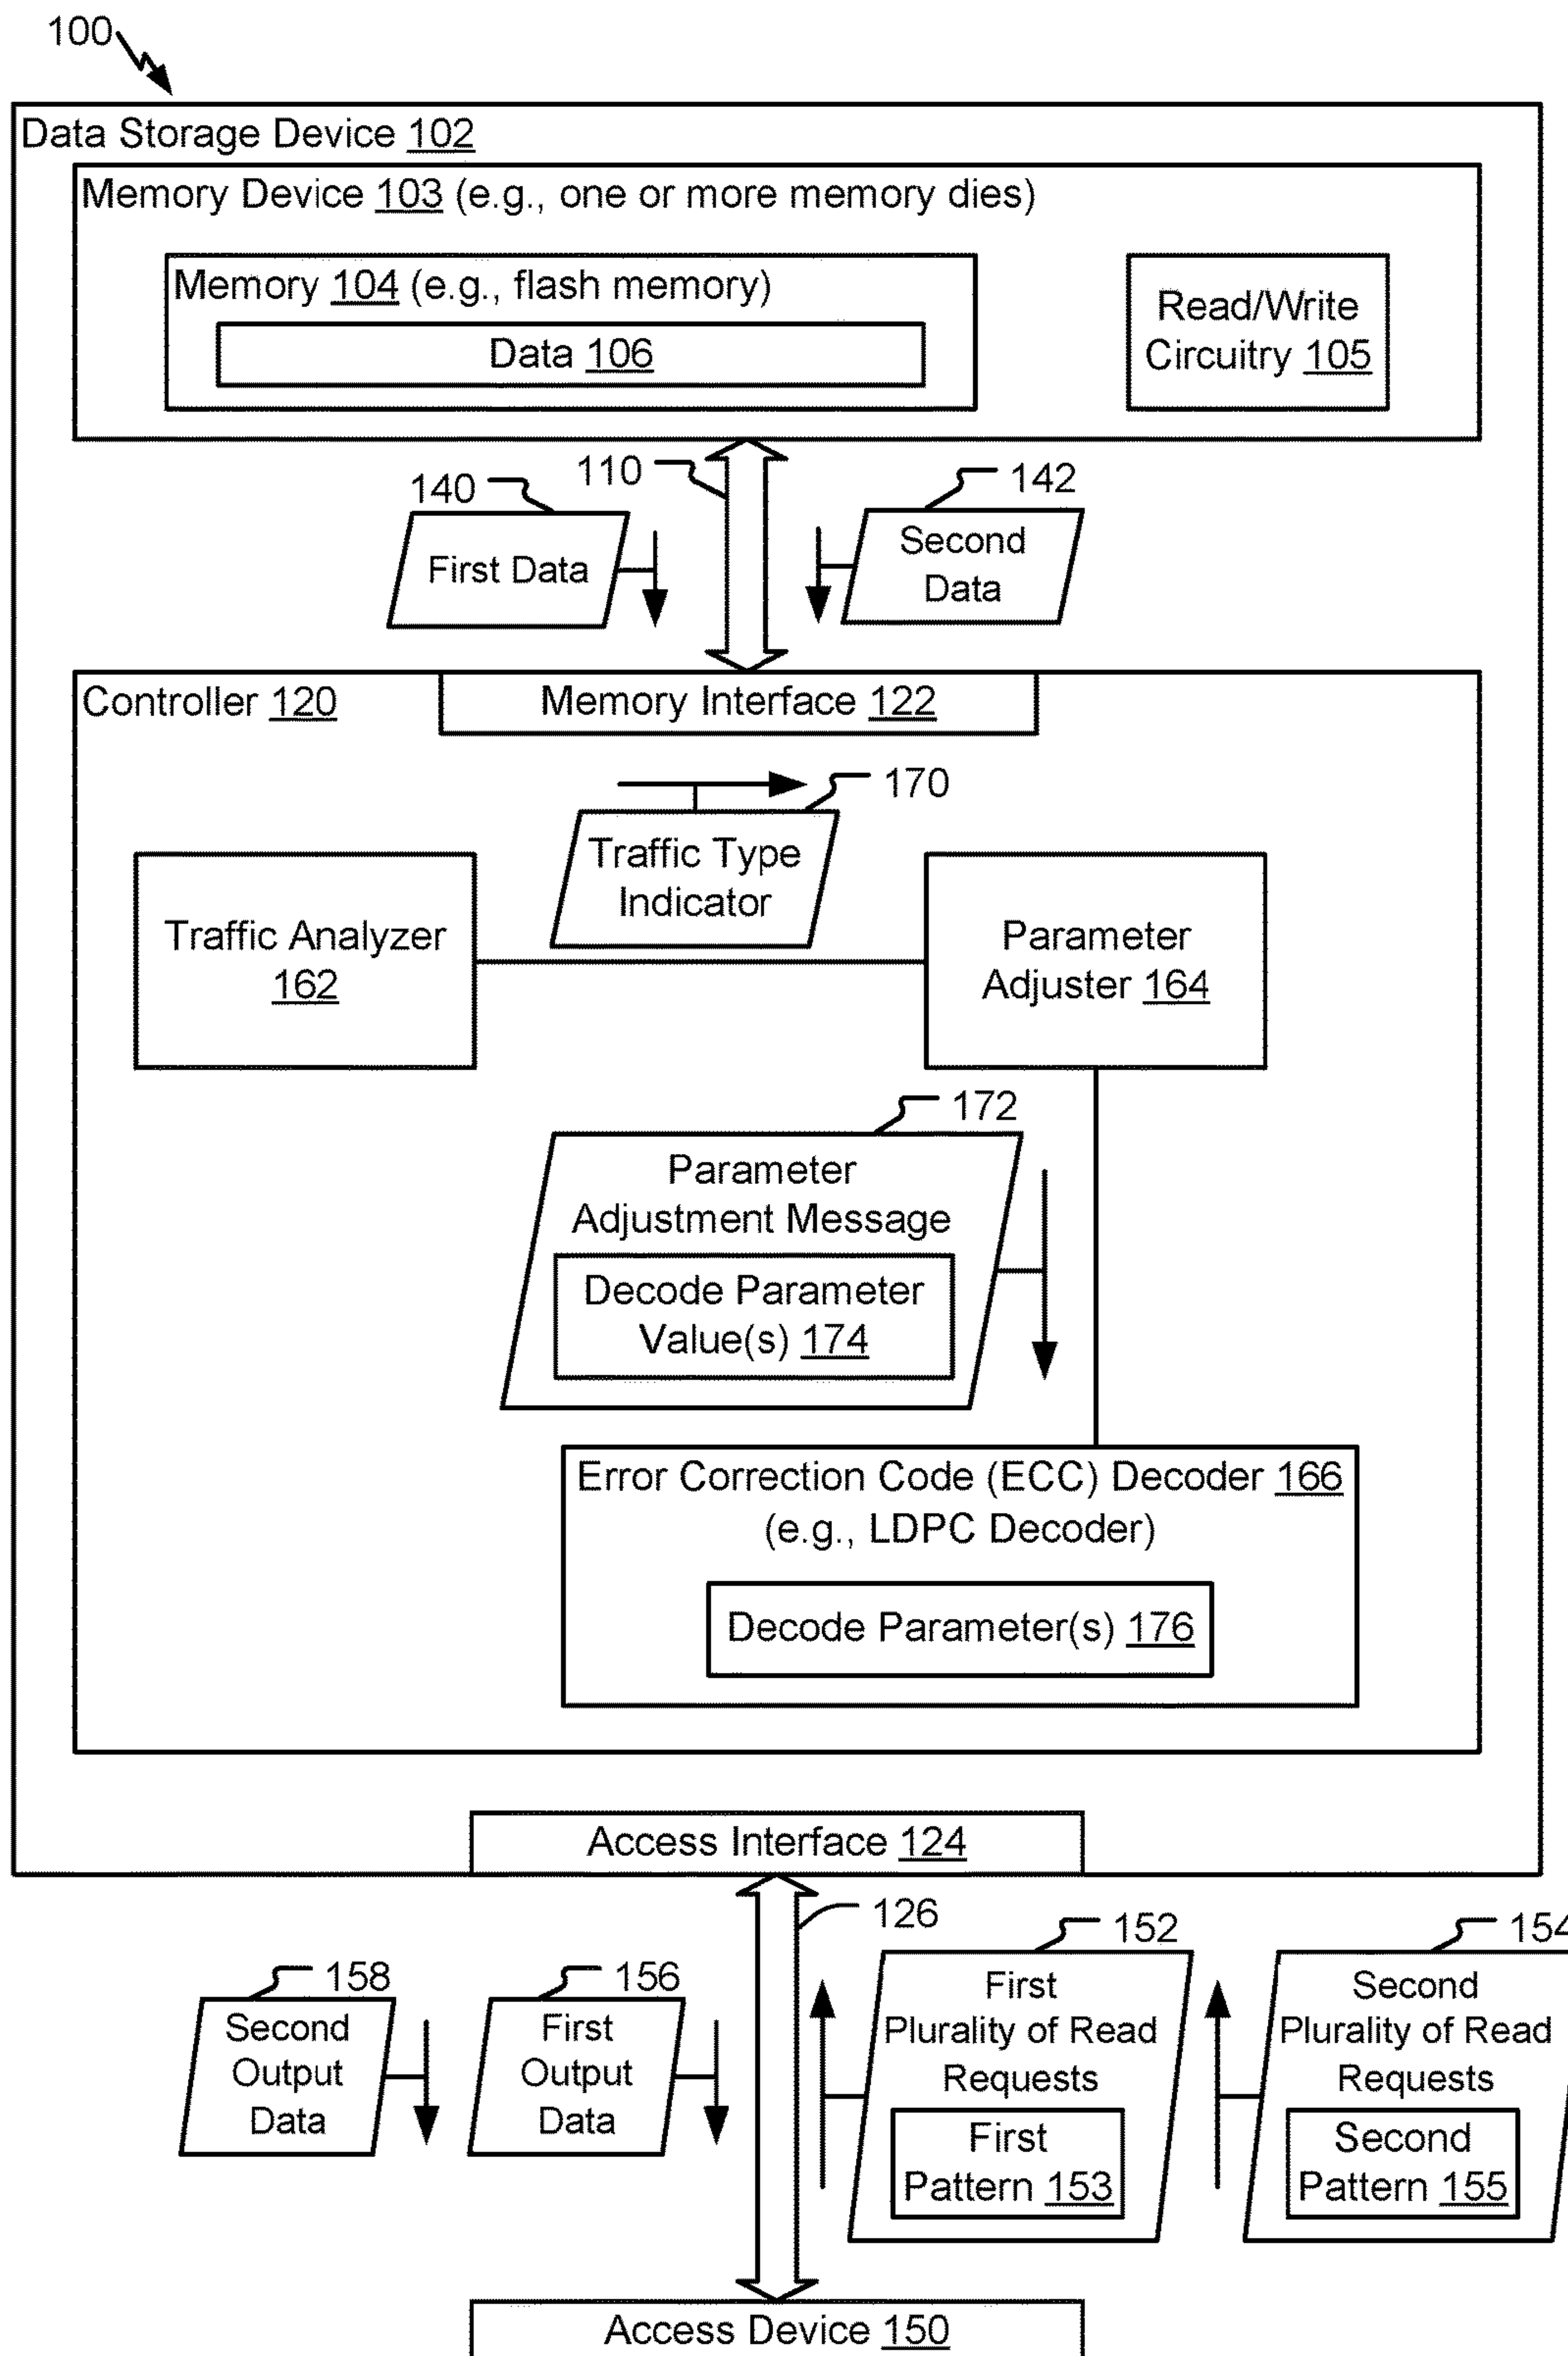 100
Data Storage Device 102
Memory Device 103 (e.g., one or more memory dies)
Memory 104 (e.g., flash memory)
Data 106
Read/Write
Circuitry 105
110
140
First Data
142
Second
Data
Controller 120
Memory Interface 122
170
Traffic Type
Indicator
Traffic Analyzer
162
Parameter
Adjuster 164
172
Parameter
Adjustment Message
Decode Parameter
Value(s) 174
Error Correction Code (ECC) Decoder 166
(e.g., LDPC Decoder)
Decode Parameter(s) 176
Access Interface 124
126
158
Second
Output
Data
156
First
Output
Data
152
First
Plurality of Read
Requests
First
Pattern 153
154
Second
Plurality of Read
Requests
Second
Pattern 155
Access Device 150